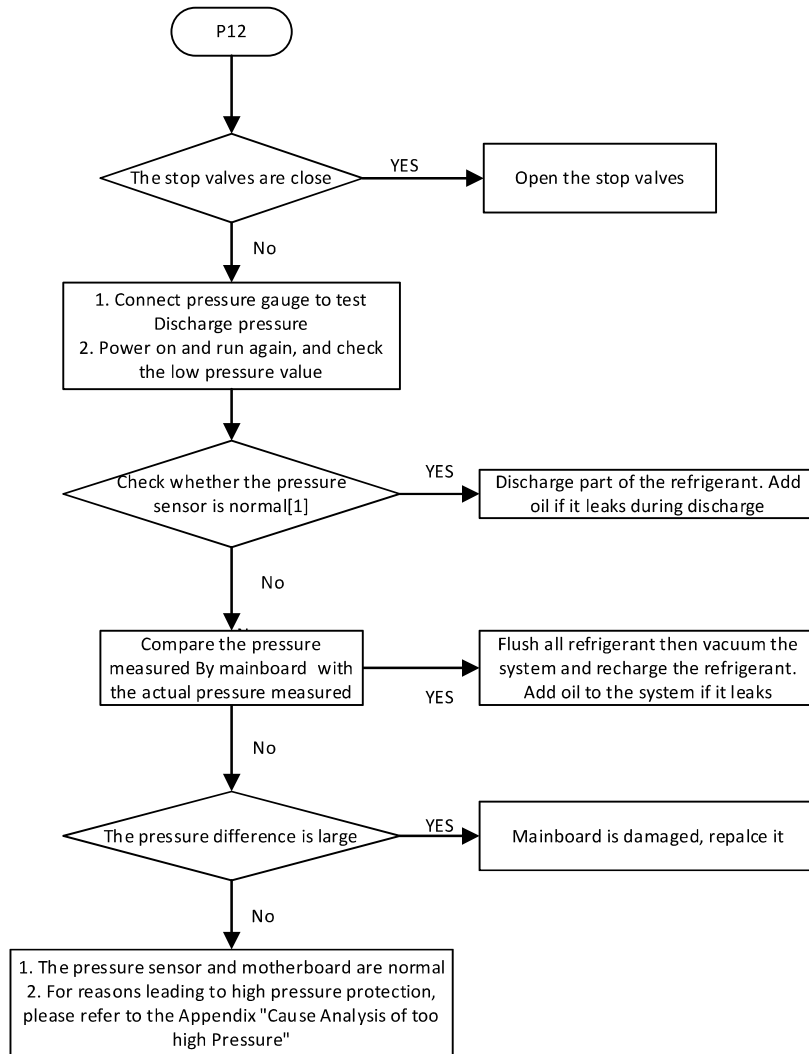 P12
The stop valves are close
YES
Open the stop valves
No
1. Connect pressure gauge to test
Discharge pressure
2. Power on and run again, and check
the low pressure value
Check whether the pressure
sensor is normal[1]
YES
Discharge part of the refrigerant. Add
oil if it leaks during discharge
No
Compare the pressure
measured By mainboard with
the actual pressure measured
YES
Flush all refrigerant then vacuum the
system and recharge the refrigerant.
Add oil to the system if it leaks
No
The pressure difference is large
YES
Mainboard is damaged, repalce it
No
1. The pressure sensor and motherboard are normal
2. For reasons leading to high pressure protection,
please refer to the Appendix "Cause Analysis of too
high Pressure"